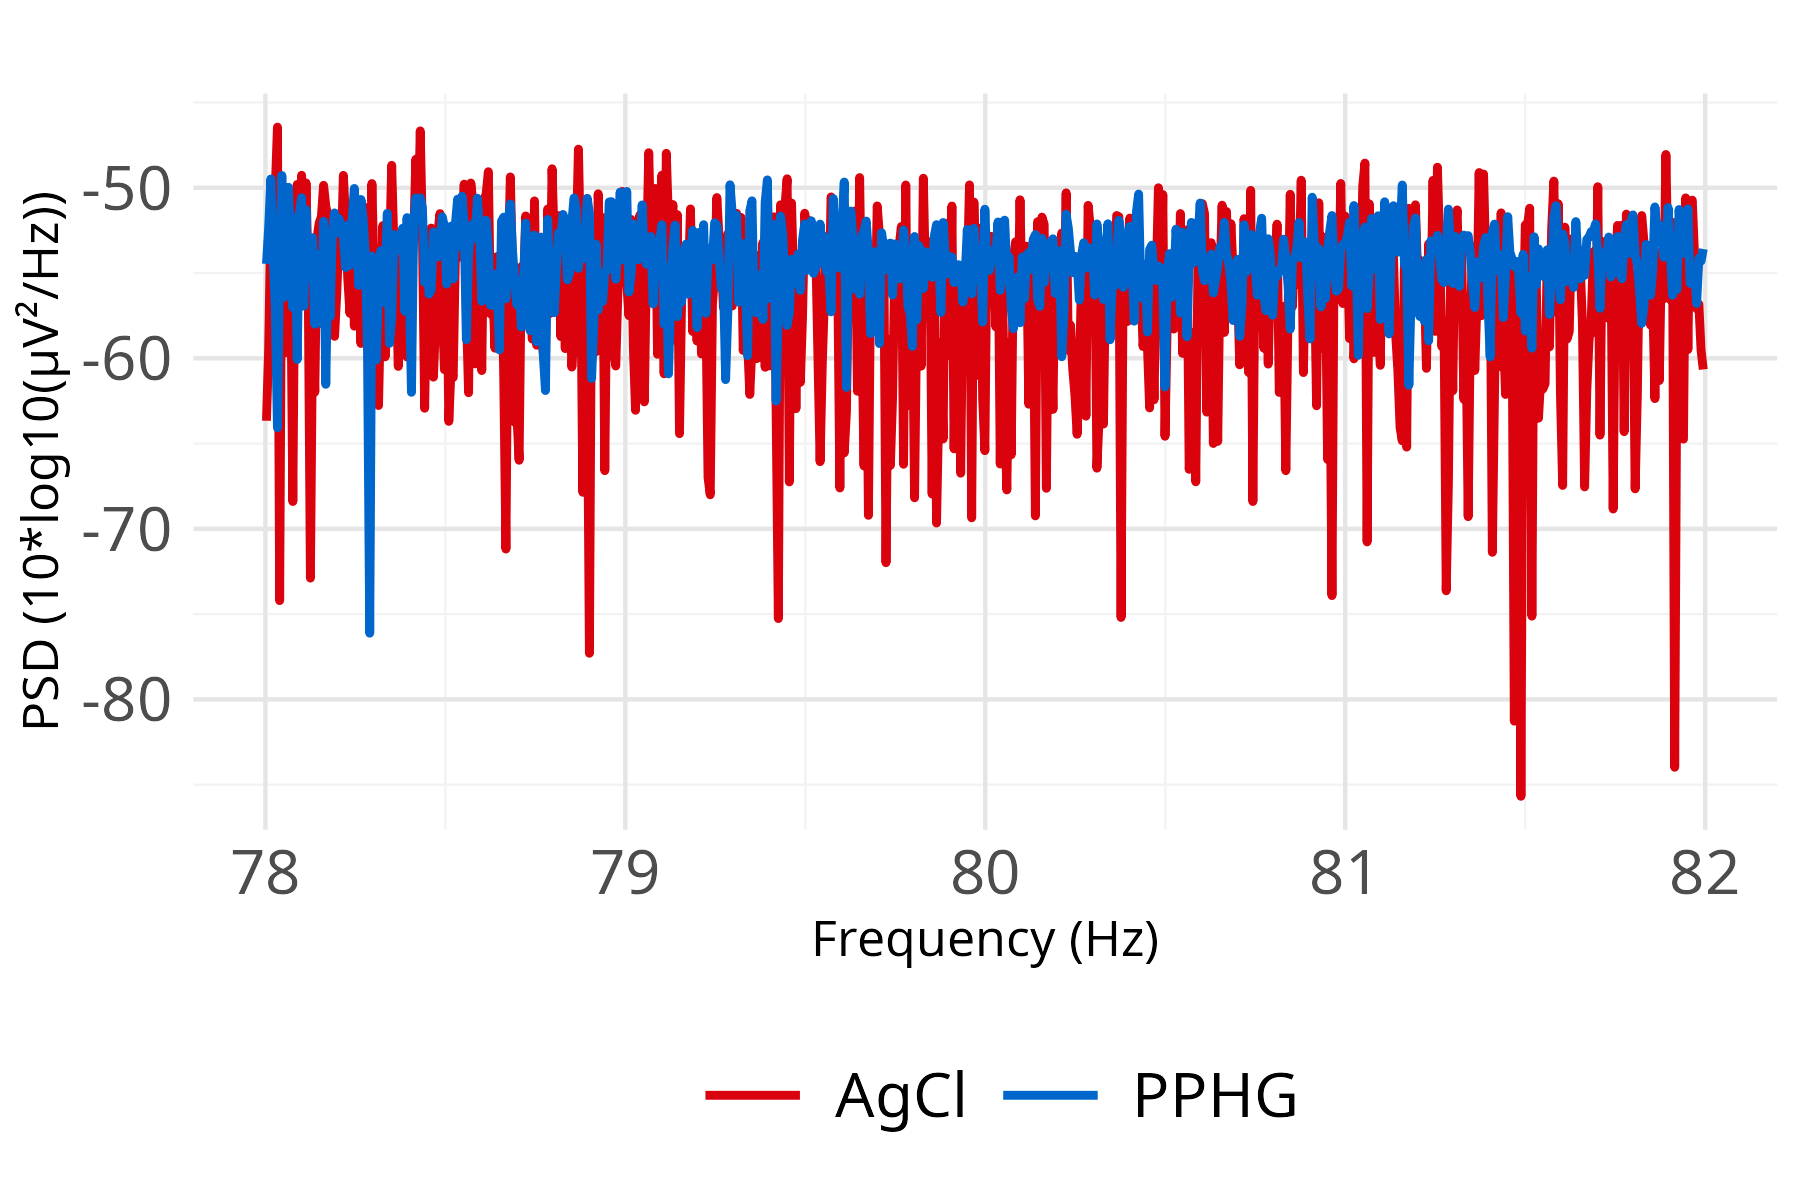 PSD (10*log10(μV²/Hz))
-50
-60
-70
-80
78 79 80 81 82
Frequency (Hz)
AgCl PPHG